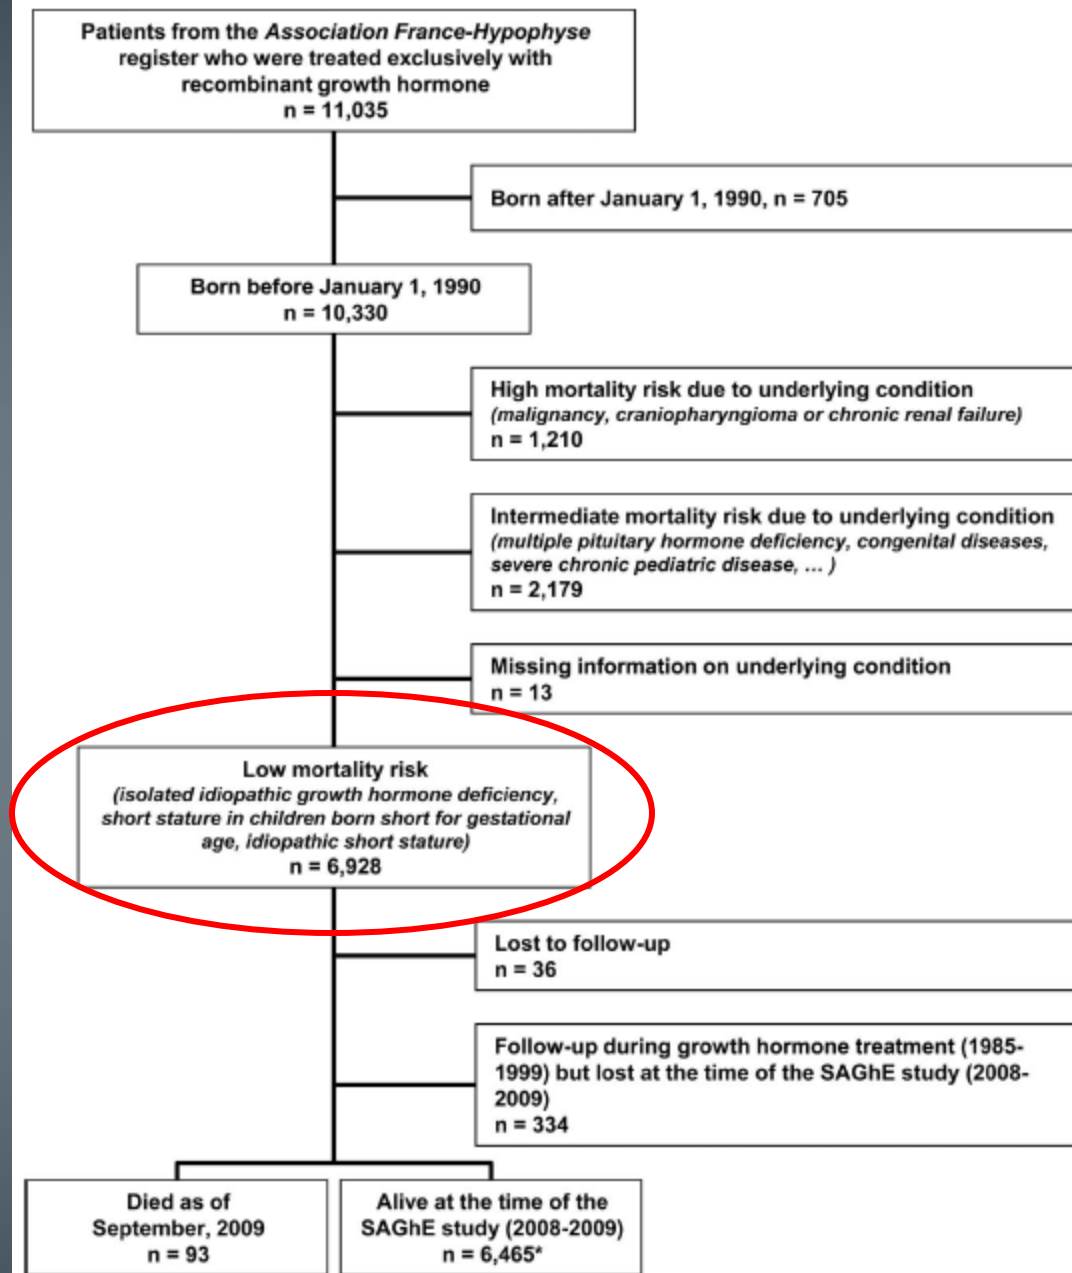 Patients from the Association France-Hypophyse
register who were treated exclusively with
recombinant growth hormone
n = 11,035
Born after January 1, 1990, n = 705
Born before January 1, 1990
n = 10,330
High mortality risk due to underlying condition
(malignancy, craniopharyngioma or chronic renal failure)
n = 1,210
Intermediate mortality risk due to underlying condition
(multiple pituitary hormone deficiency, congenital diseases,
severe chronic pediatric disease, ... )
n = 2,179
Missing information on underlying condition
n = 13
Low mortality risk
(isolated idiopathic growth hormone deficiency,
short stature in children born short for gestational
age, idiopathic short stature)
n = 6,928
Lost to follow-up
n = 36
Follow-up during growth hormone treatment (1985-
1999) but lost at the time of the SAGhE study (2008-
2009)
n = 334
Died as of
September, 2009
n = 93
Alive at the time of the
SAGhE study (2008-2009)
n = 6,465*